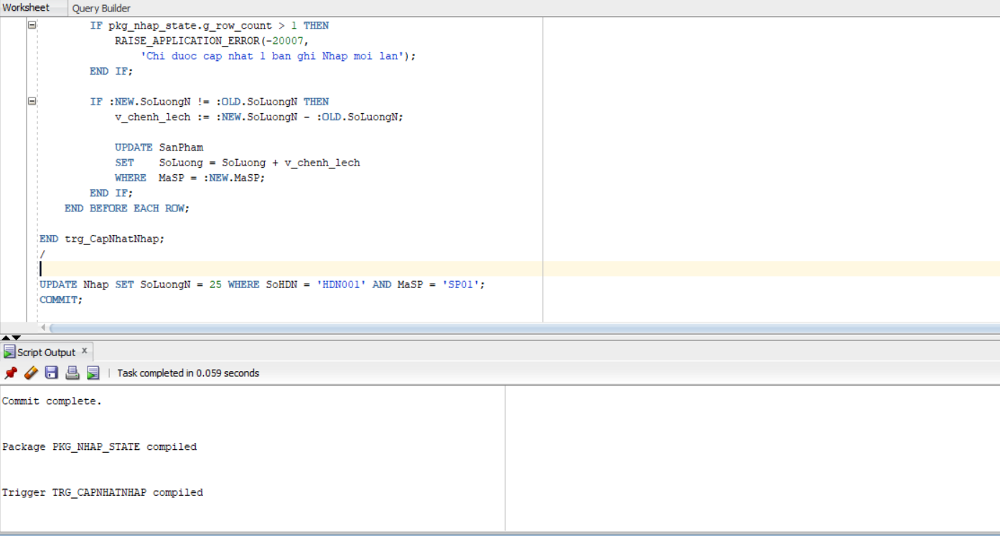 Worksheet Query Builder
IF pkg_nhap_state.g_row_count > 1 THEN
RAISE_APPLICATION_ERROR(-20007,
'Chi duoc cap nhat 1 ban ghi Nhap moi lan');
END IF;
IF :NEW.SoLuongN != :OLD.SoLuongN THEN
v_chenh_lech := :NEW.SoLuongN - :OLD.SoLuongN;
UPDATE SanPham
SET    SoLuong = SoLuong + v_chenh_lech
WHERE  MaSP = :NEW.MaSP;
END IF;
END BEFORE EACH ROW;
END trg_CapNhatNhap;
/
UPDATE Nhap SET SoLuongN = 25 WHERE SoHDN = 'HDN001' AND MaSP = 'SP01';
COMMIT;
Script Output x
Task completed in 0.059 seconds
Commit complete.
Package PKG_NHAP_STATE compiled
Trigger TRG_CAPNHATNHAP compiled